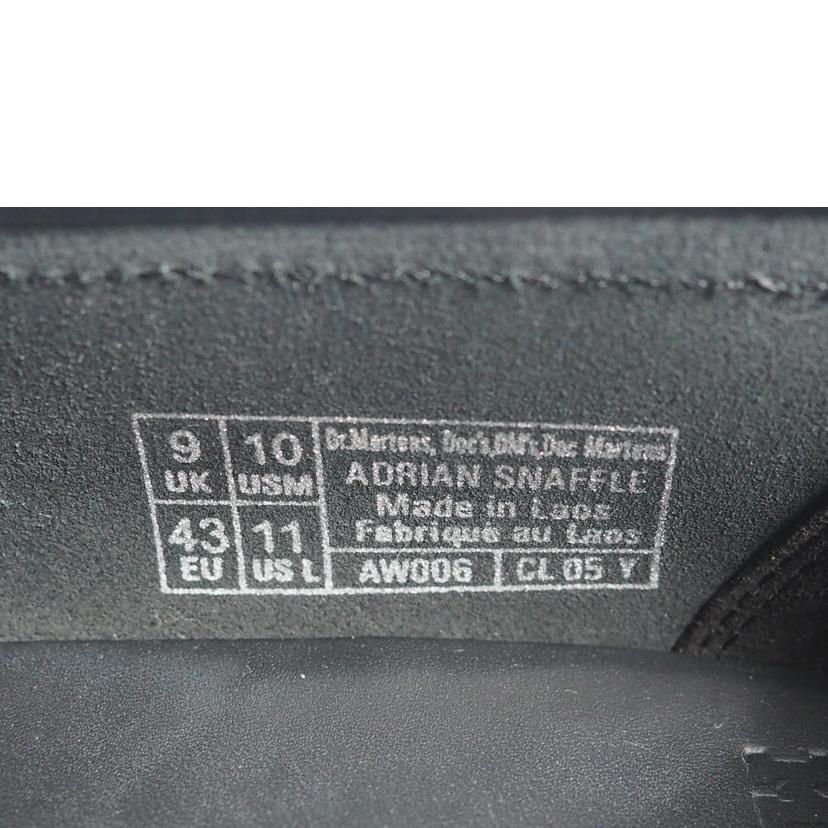 9 UK
10 USM
43 EU
11 US L
Dr.Martens, Doc's,DM's,Doc Martens
ADRIAN SNAFFLE
Made in Laos
Fabriqué au Laos
AW006
CL 05 Y